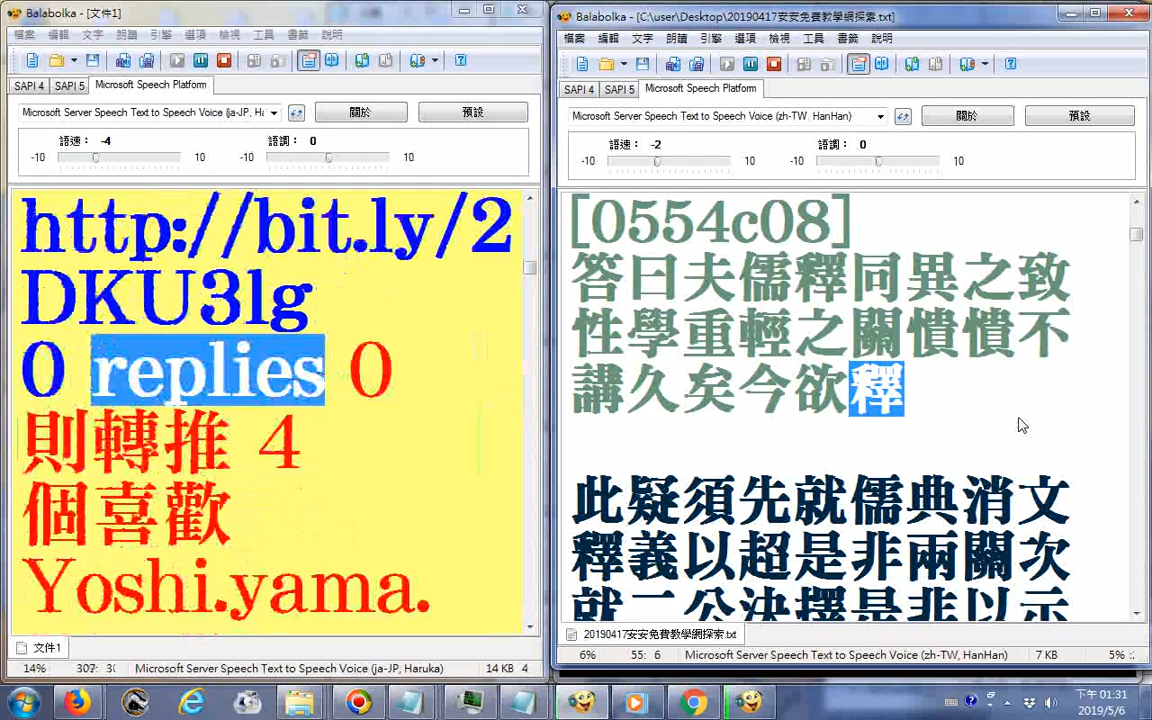 Balabolka - [文件1]
檔案 編輯 文字 朗讀 引擎 選項 檢視 工具 書籤 說明
SAPI 4 SAPI 5 Microsoft Speech Platform
Microsoft Server Speech Text to Speech Voice (ja-JP, Haruka)
關於 預設
語速： -4 語調： 0
-10 10 -10 10
http://bit.ly/2
DKU3lg
0 replies 0
則轉推 4
個喜歡
Yoshi.yama.
文件1
14% 307: Microsoft Server Speech Text to Speech Voice (ja-JP, Haruka) 14 KB 4
Balabolka - [C:\user\Desktop\20190417安安免費教學網探索.txt]
檔案 編輯 文字 朗讀 引擎 選項 檢視 工具 書籤 說明
SAPI 4 SAPI 5 Microsoft Speech Platform
Microsoft Server Speech Text to Speech Voice (zh-TW, HanHan)
關於 預設
語速： -2 語調： 0
-10 10 -10 10
[0554c08]
答曰夫儒釋同異之致
性學重輕之關憒憒不
講久矣今欲釋
此疑須先就儒典消文
釋義以超是非兩關次
就二公決擇是非以示
20190417安安免費教學網探索.txt
6% 55: 6 Microsoft Server Speech Text to Speech Voice (zh-TW, HanHan) 7 KB 5%
下午 01:31
2019/5/6